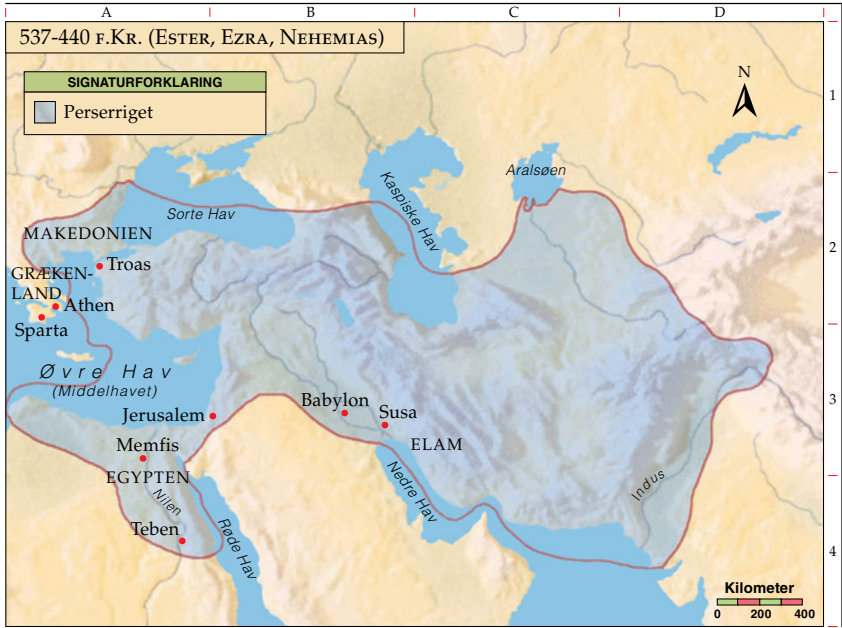 A B C D
537-440 F.KR. (ESTER, EZRA, NEHEMIAS)
SIGNATURFORKLARING
Perserriget
N
1
Aralsøen
Kaspiske Hav
Sorte Hav
MAKEDONIEN
2
Troas
GRÆKEN-
LAND
Athen
Sparta
Øvre Hav
(Middelhavet)
3
Babylon
Susa
Jerusalem
ELAM
Memfis
EGYPTEN
Nilen
Nedre Hav
Indus
Teben
Røde Hav
4
Kilometer
0 200 400